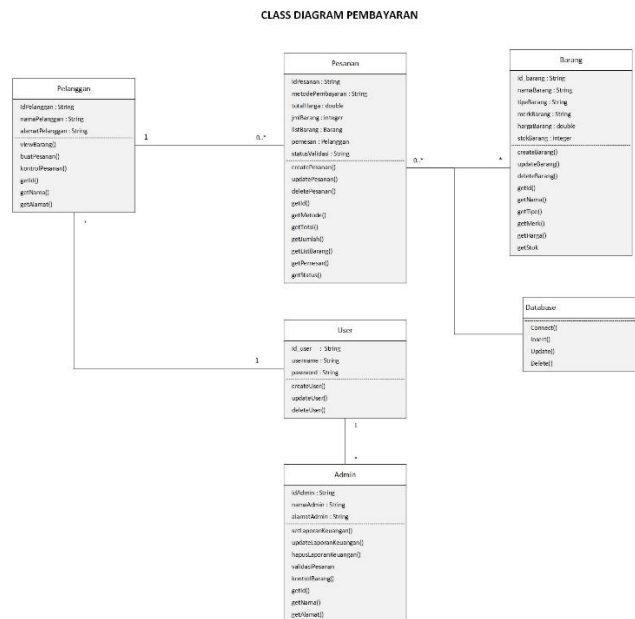 CLASS DIAGRAM PEMBAYARAN
Pelanggan
idPelanggan : String
namaPelanggan : String
alamatPelanggan : String
viewBarang()
buatPesanan()
kontrolPesanan()
getId()
getNama()
getAlamat()
1
0..*
Pesanan
idPesanan : String
metodePembayaran : String
totalHarga : double
jmlBarang : integer
listBarang : Barang
pemesan : Pelanggan
statusValidasi : String
createPesanan()
updatePesanan()
deletePesanan()
getId()
getMetode()
getTotal()
getJumlah()
getListBarang()
getPemesan()
getStatus()
0..*
*
Barang
id_barang : String
namaBarang : String
tipeBarang : String
merkBarang : String
hargaBarang : double
stokBarang : integer
createBarang()
updateBarang()
deleteBarang()
getId()
getNama()
getTipe()
getMerk()
getHarga()
getStok
Database
Connect()
Insert()
Update()
Delete()
*
1
User
id_user : String
username : String
password : String
createUser()
updateUser()
deleteUser()
1
*
Admin
idAdmin : String
namaAdmin : String
alamatAdmin : String
setLaporanKeuangan()
updateLaporanKeuangan()
hapusLaporanKeuangan()
validasiPesanan
kontrolBarang()
getId()
getNama()
getAlamat()